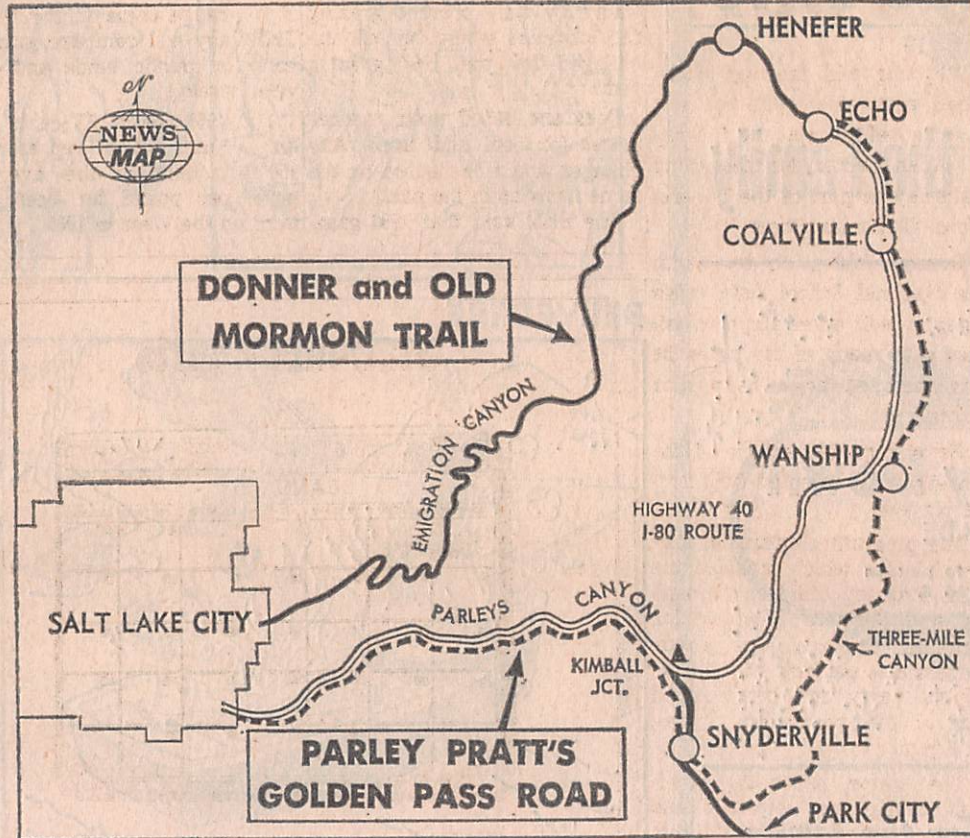 HENEFER
N
NEWS
MAP
ECHO
COALVILLE
DONNER and OLD
MORMON TRAIL
EMIGRATION CANYON
WANSHIP
HIGHWAY 40
I-80 ROUTE
SALT LAKE CITY
PARLEYS CANYON
KIMBALL
JCT.
THREE-MILE
CANYON
SNYDERVILLE
PARLEY PRATT'S
GOLDEN PASS ROAD
PARK CITY